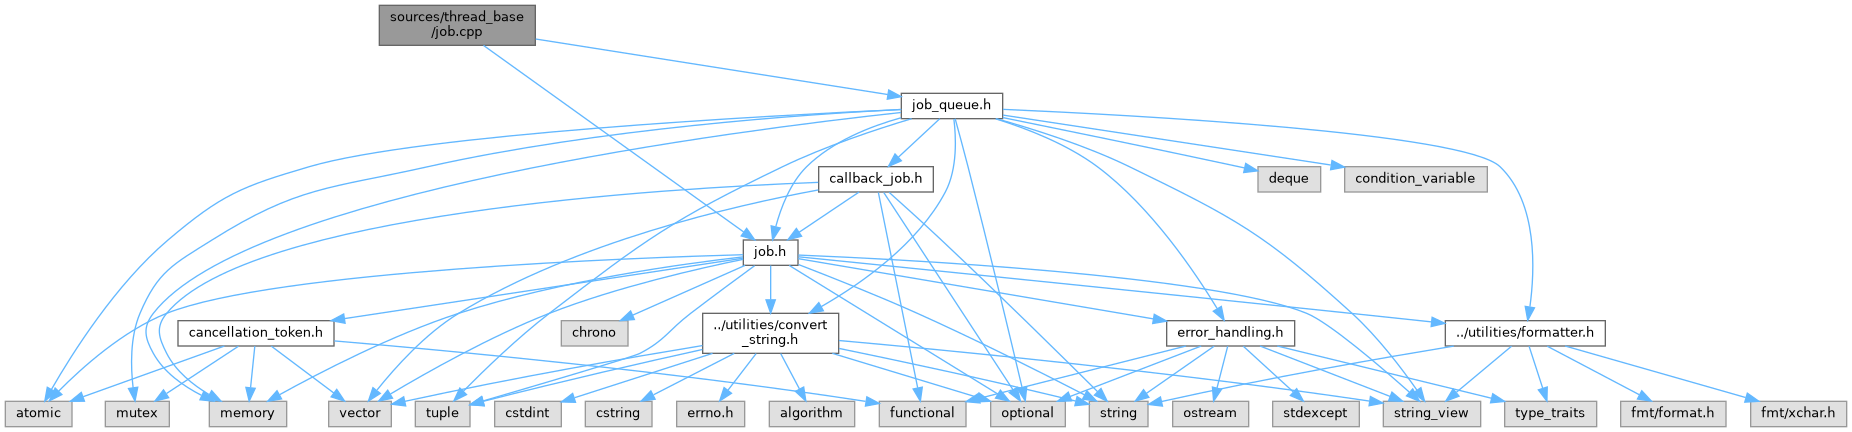 sources/thread_base
/job.cpp
job_queue.h
callback_job.h
deque
condition_variable
job.h
cancellation_token.h
chrono
../utilities/convert
_string.h
error_handling.h
../utilities/formatter.h
atomic
mutex
memory
vector
tuple
cstdint
cstring
errno.h
algorithm
functional
optional
string
ostream
stdexcept
string_view
type_traits
fmt/format.h
fmt/xchar.h